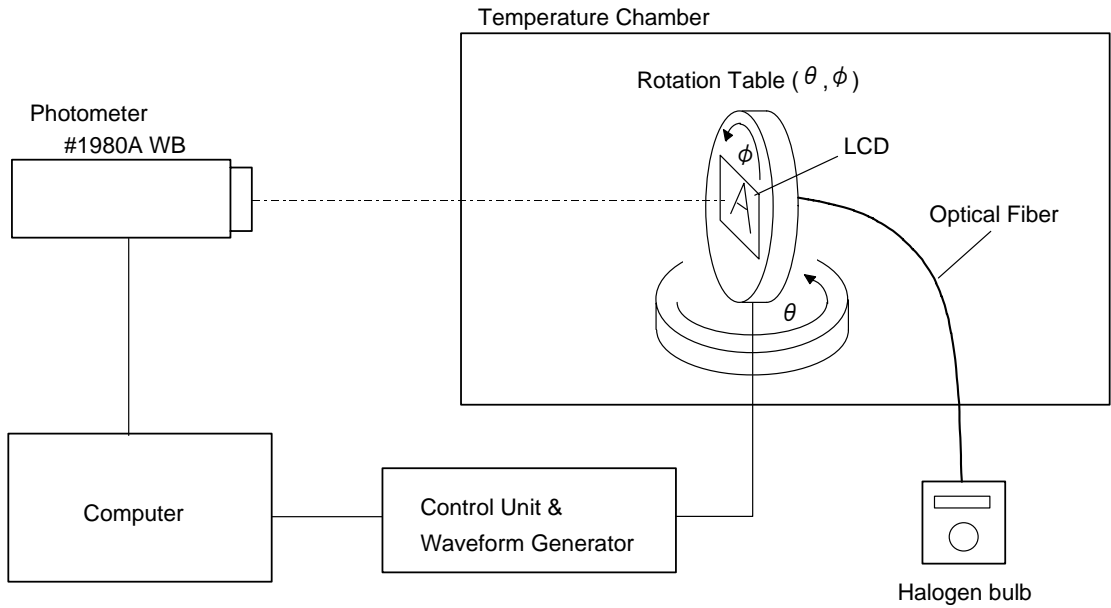 Temperature Chamber
Rotation Table ( θ , φ )
Photometer
#1980A WB
φ
LCD
A
Optical Fiber
θ
Computer
Control Unit &
Waveform Generator
Halogen bulb